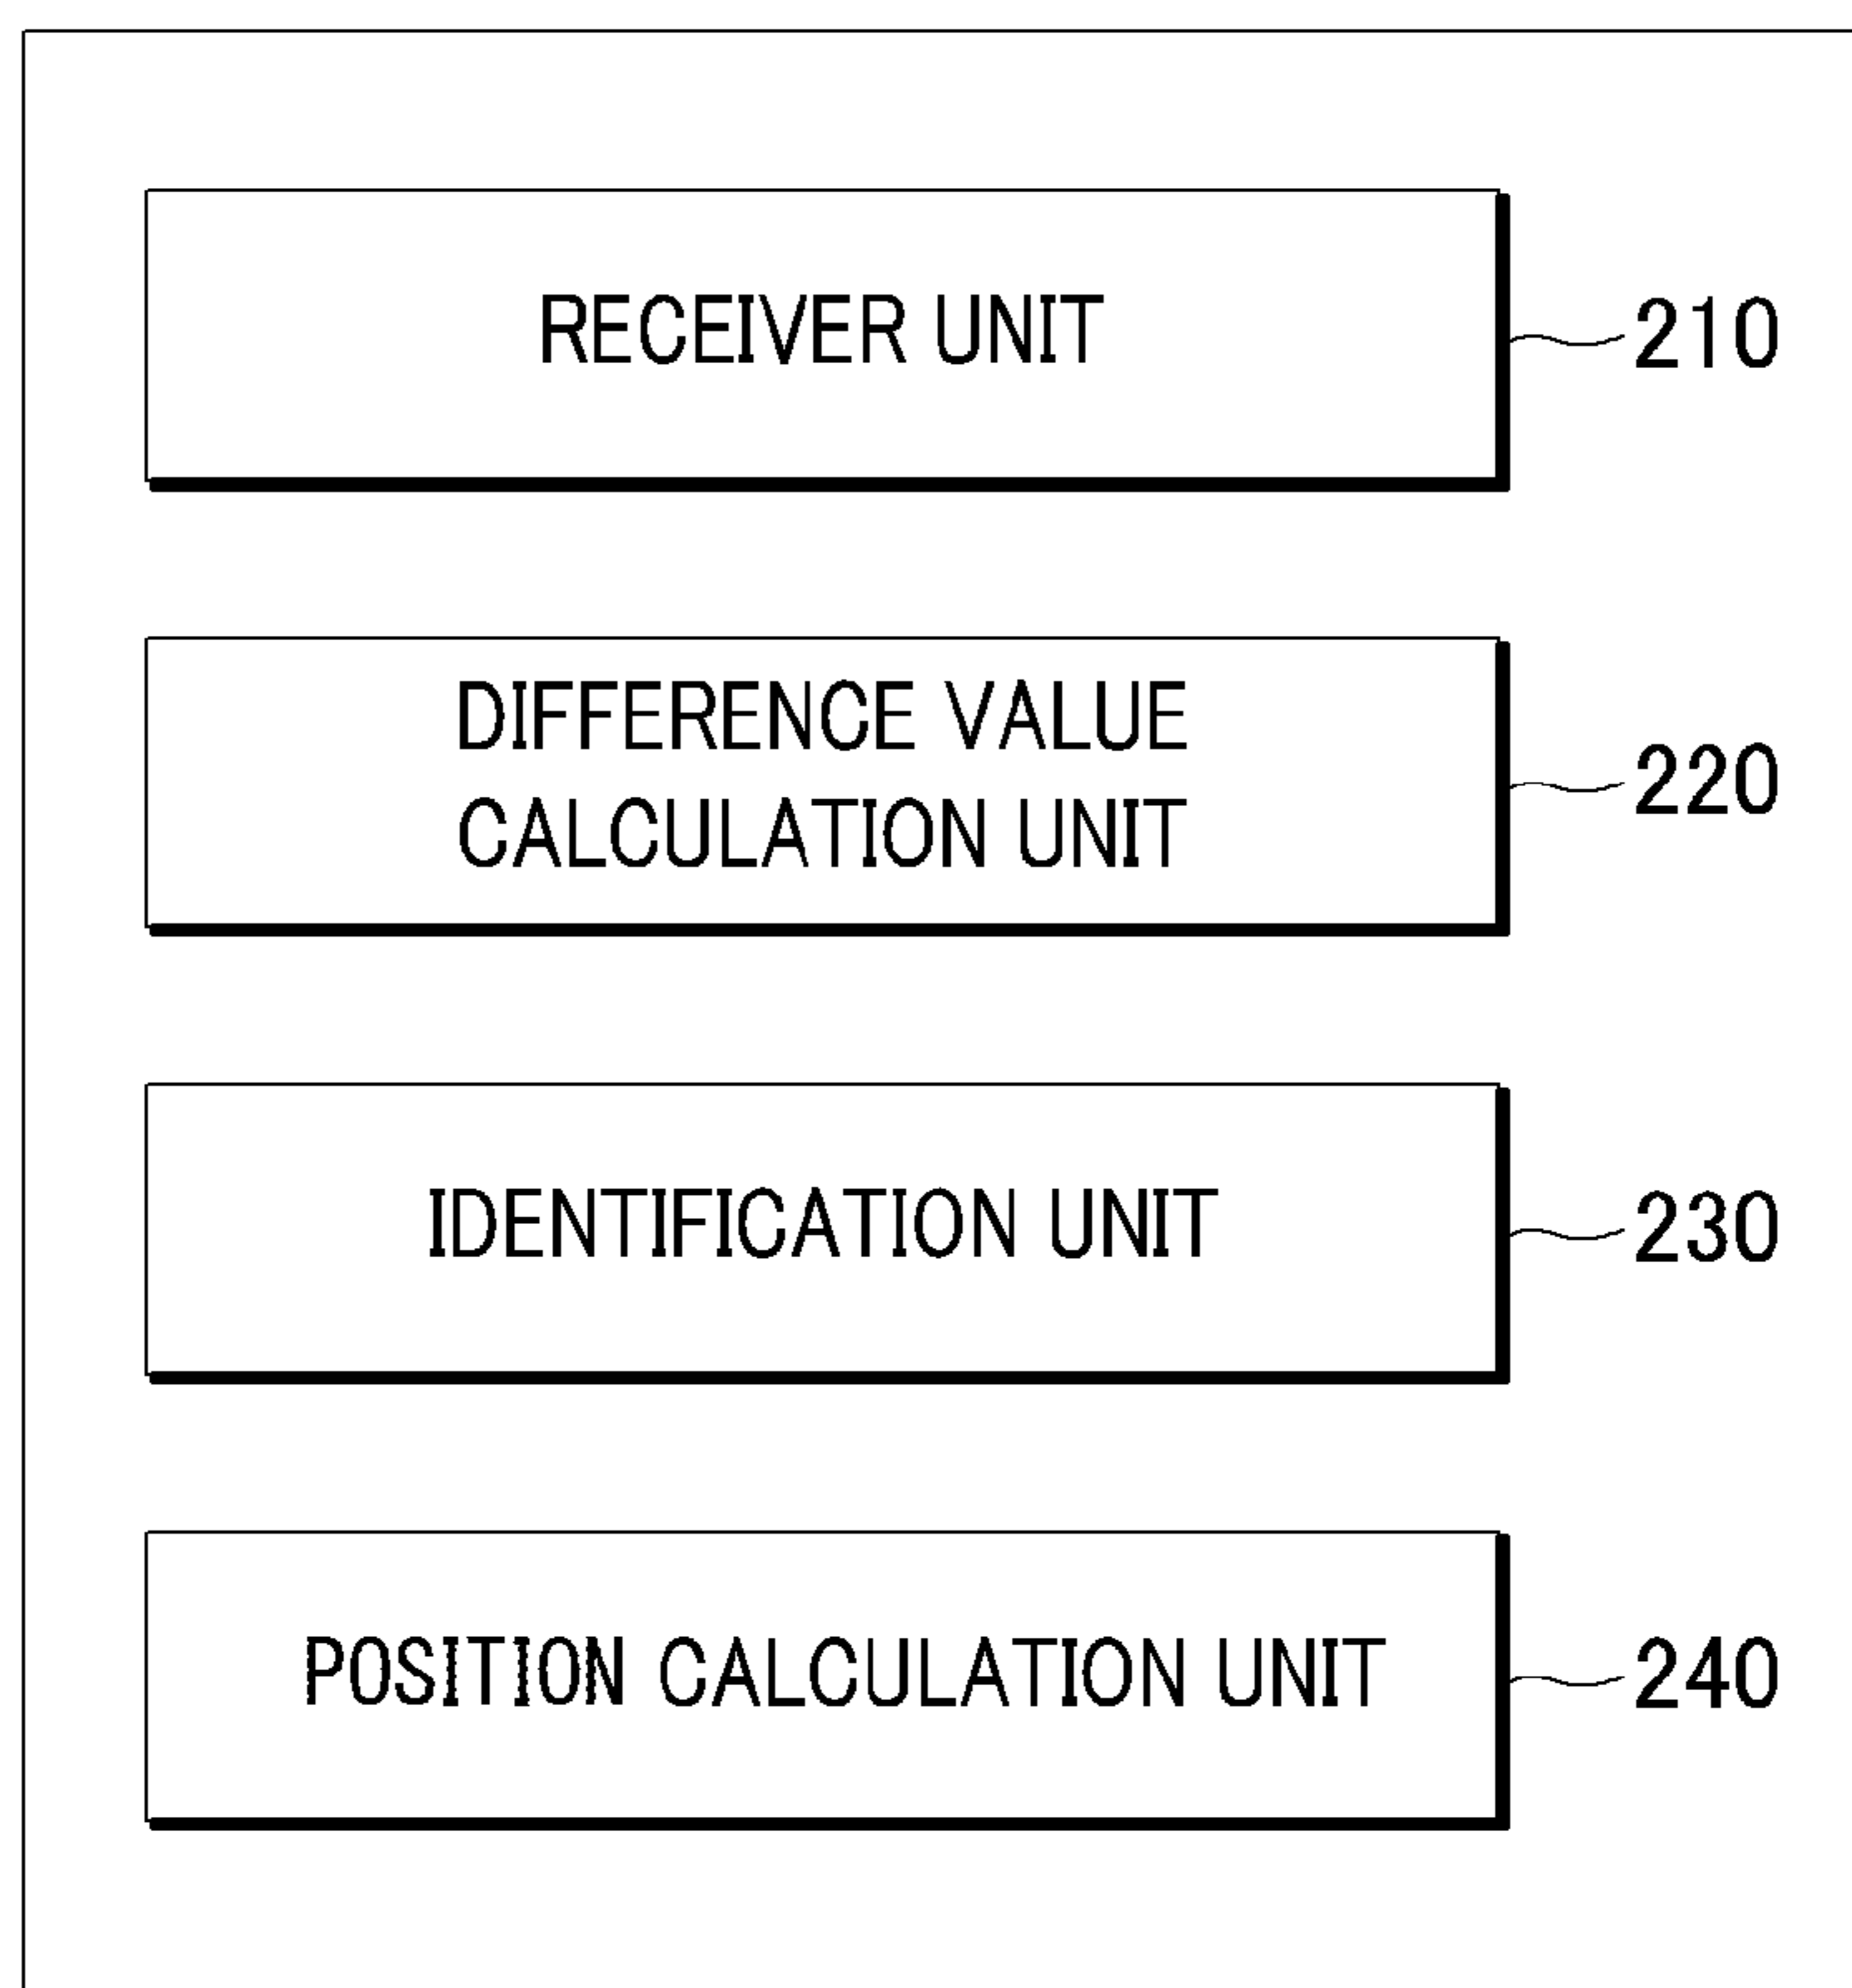 RECEIVER UNIT
210
DIFFERENCE VALUE
CALCULATION UNIT
220
IDENTIFICATION UNIT
230
POSITION CALCULATION UNIT
240